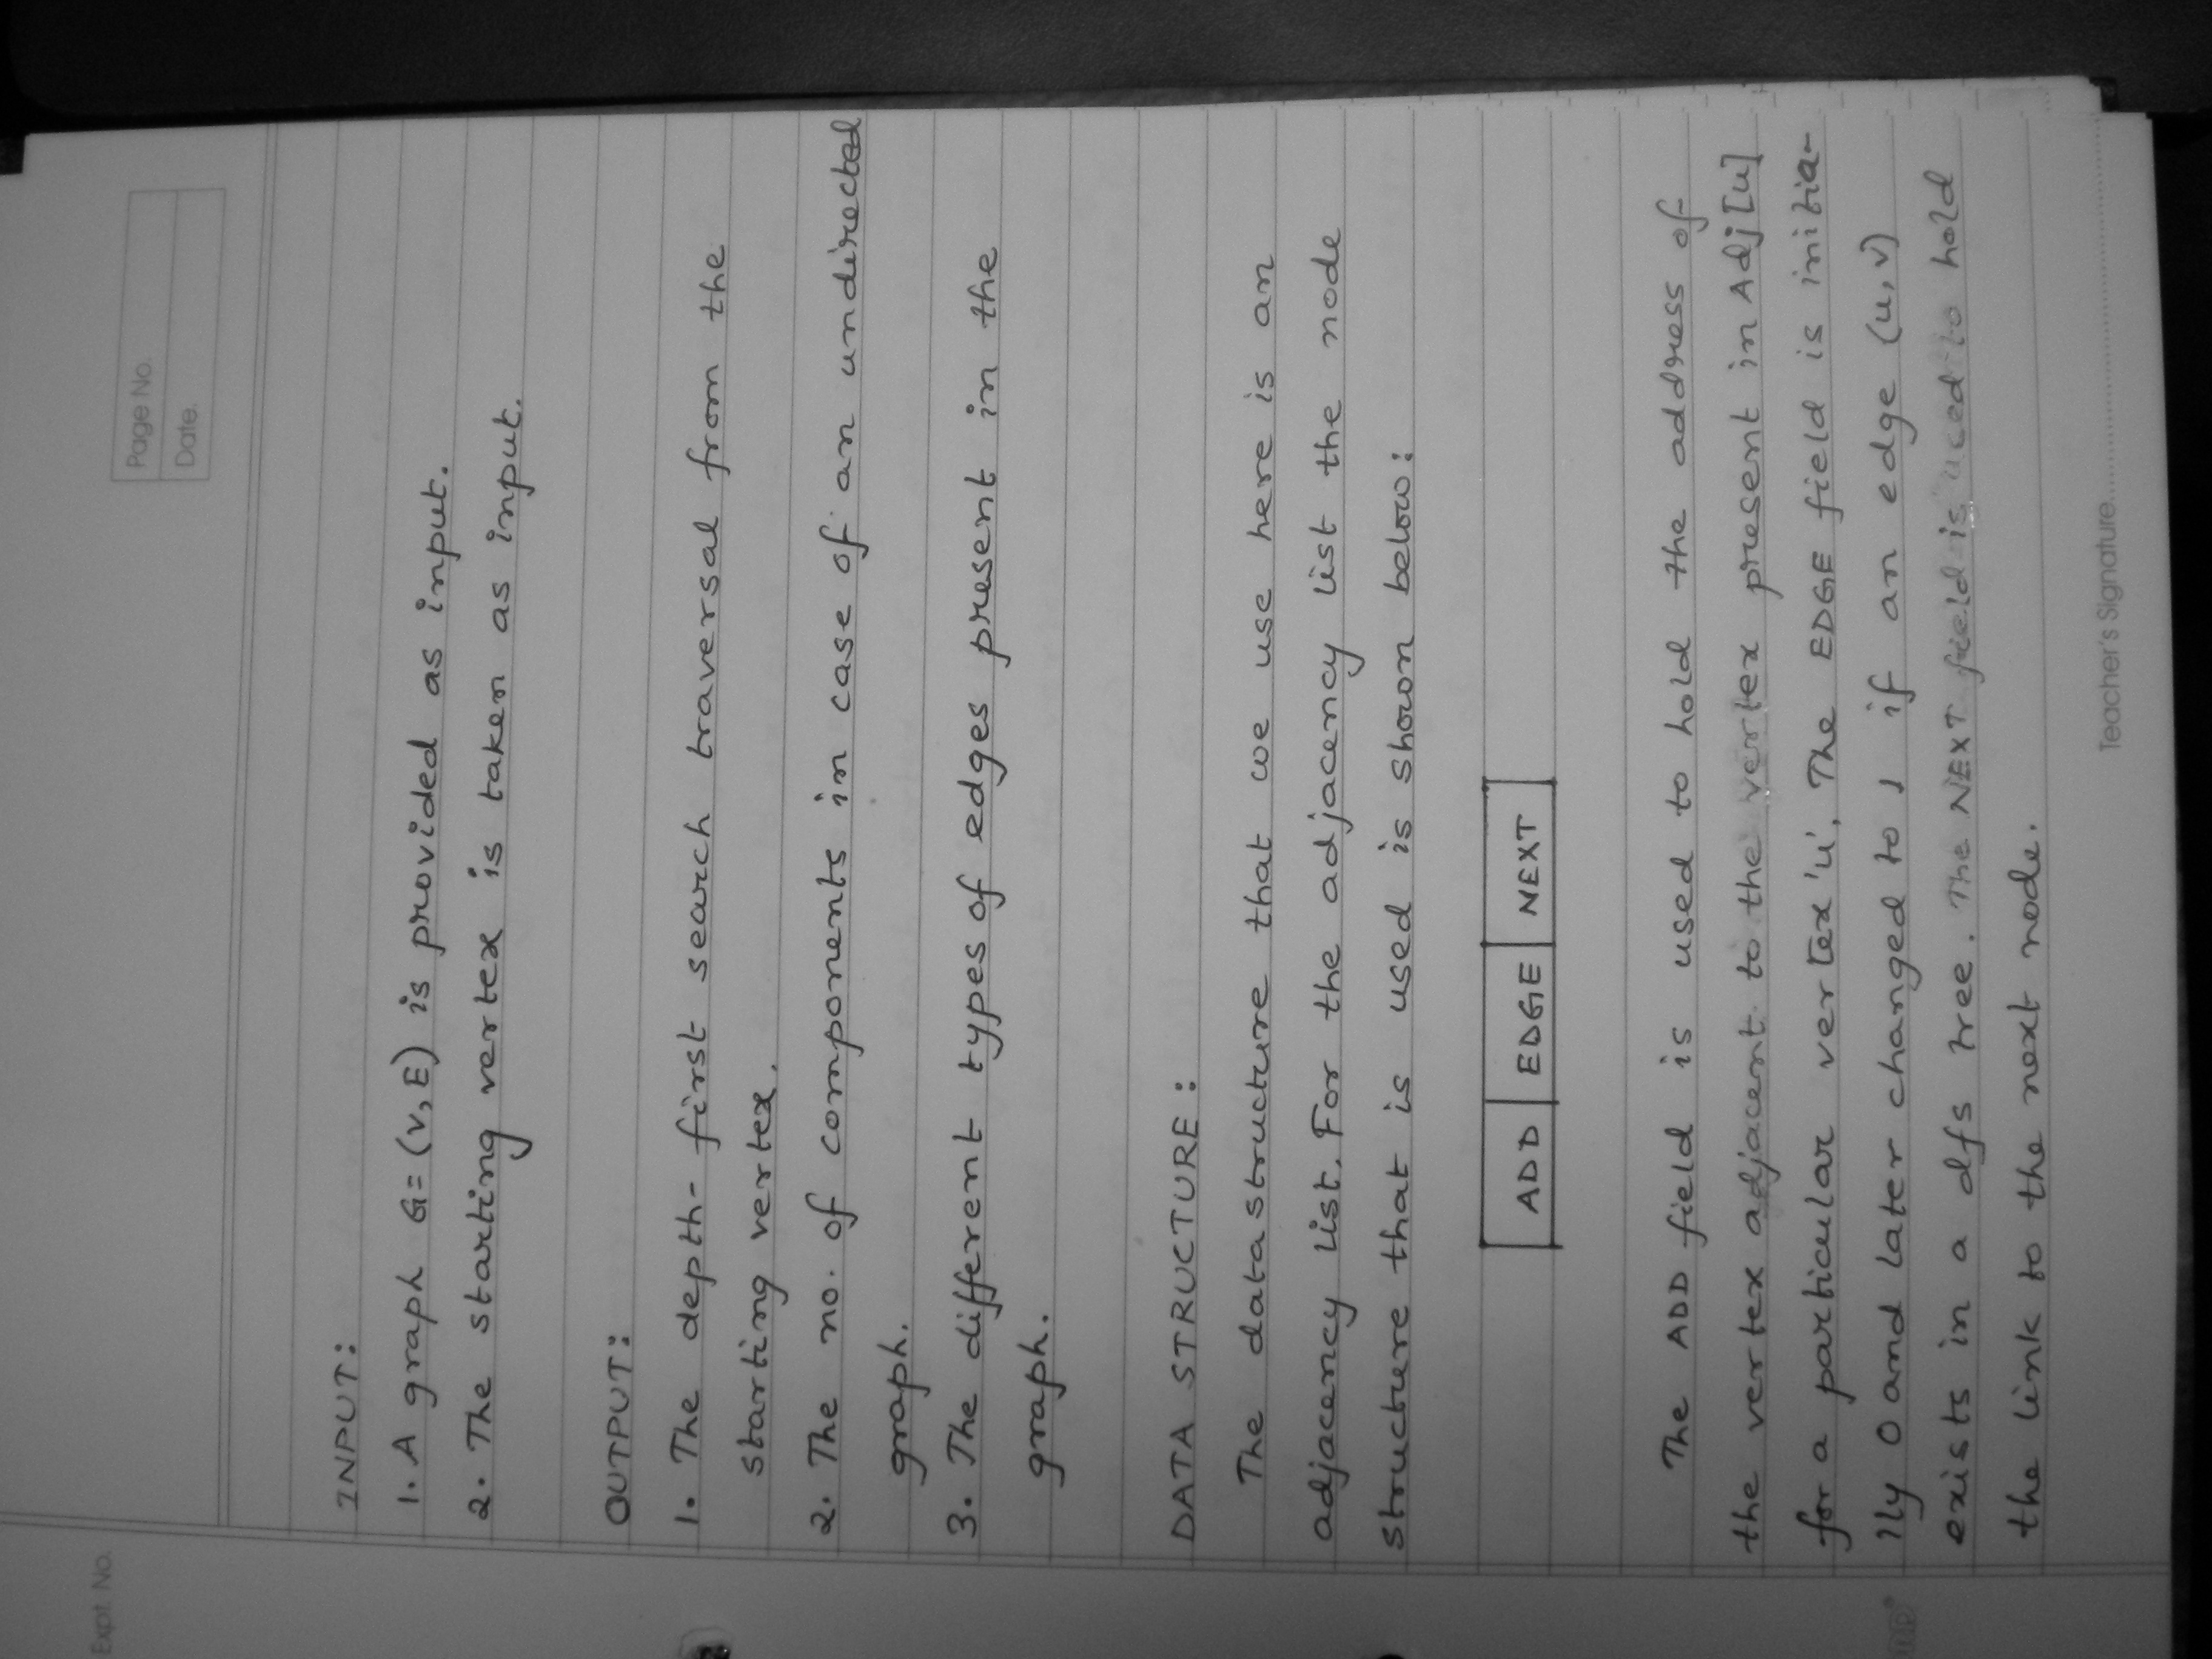 Expt. No.
Page No.
Date.
INPUT:
1. A graph G=(V,E) is provided as input.
2. The starting vertex is taken as input.
OUTPUT:
1. The depth-first search traversal from the
starting vertex.
2. The no. of components in case of an undirected
graph.
3. The different types of edges present in the
graph.
DATA STRUCTURE:
The data structure that we use here is an
adjacency list. For the adjacency list the node
structure that is used is shown below:
ADD EDGE NEXT
The ADD field is used to hold the address of
the vertex adjacent to the vertex present in Adj[u]
for a particular vertex 'u'. The EDGE field is initia-
lly 0 and later changed to 1 if an edge (u,v)
exists in a dfs tree. The NEXT field is used to hold
the link to the next node.
Teacher's Signature